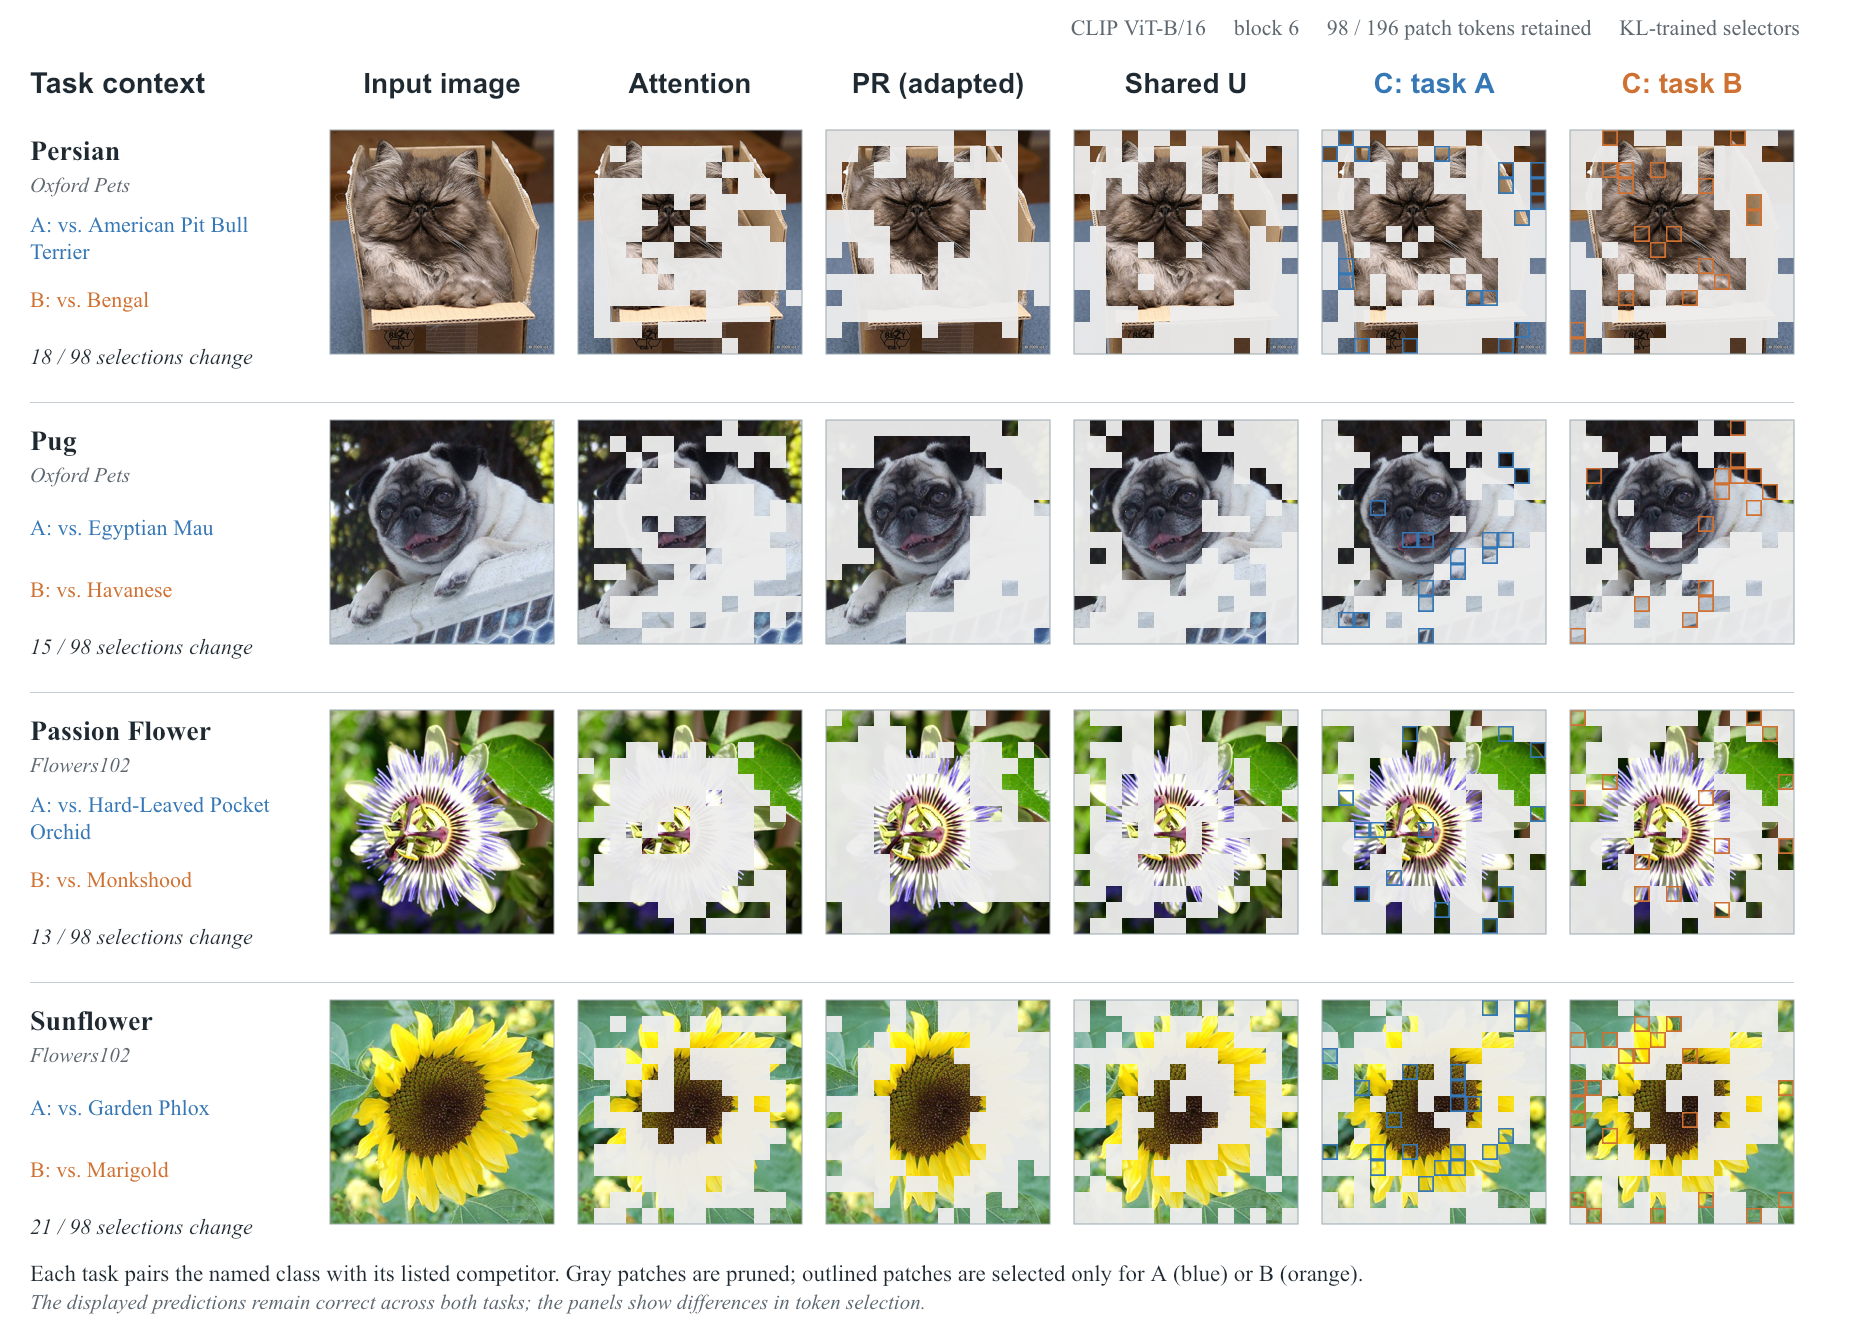 CLIP ViT-B/16 block 6 98 / 196 patch tokens retained KL-trained selectors
Task context Input image Attention PR (adapted) Shared U C: task A C: task B
Persian
Oxford Pets
A: vs. American Pit Bull
Terrier
B: vs. Bengal
18 / 98 selections change
Pug
Oxford Pets
A: vs. Egyptian Mau
B: vs. Havanese
15 / 98 selections change
Passion Flower
Flowers102
A: vs. Hard-Leaved Pocket
Orchid
B: vs. Monkshood
13 / 98 selections change
Sunflower
Flowers102
A: vs. Garden Phlox
B: vs. Marigold
21 / 98 selections change
Each task pairs the named class with its listed competitor. Gray patches are pruned; outlined patches are selected only for A (blue) or B (orange).
The displayed predictions remain correct across both tasks; the panels show differences in token selection.